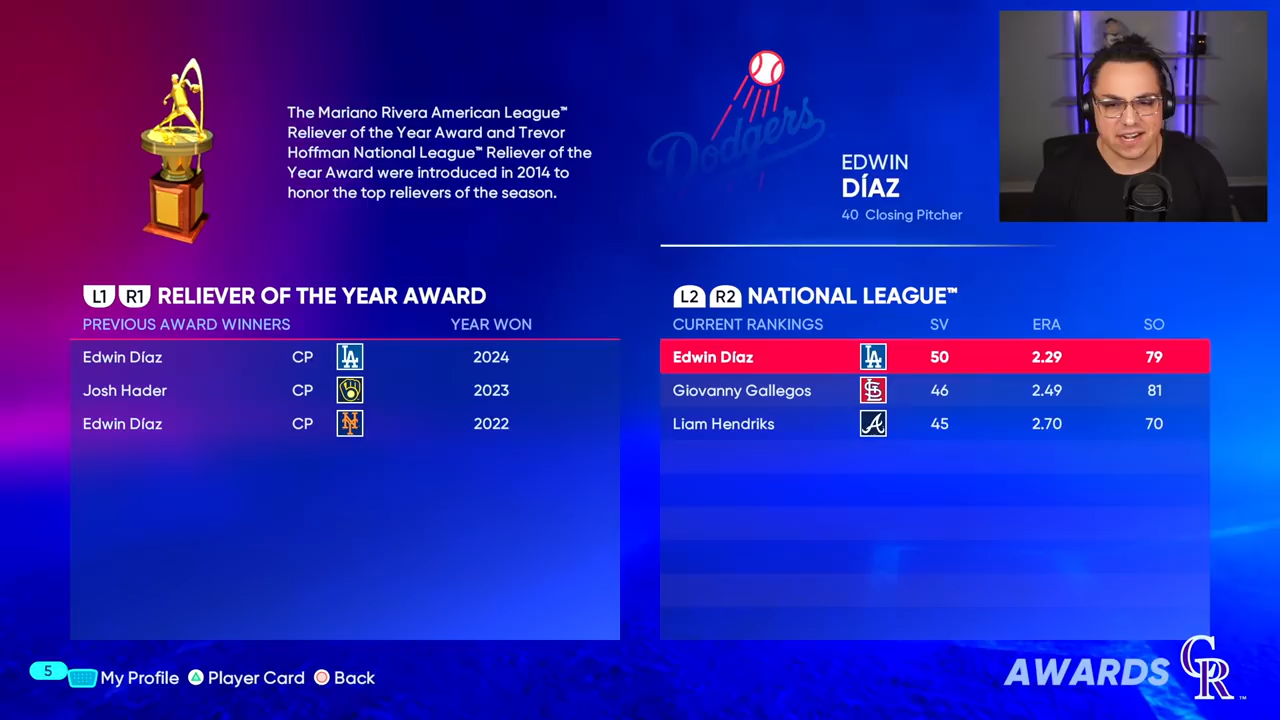 The Mariano Rivera American League™
Reliever of the Year Award and Trevor
Hoffman National League™ Reliever of the
Year Award were introduced in 2014 to
honor the top relievers of the season.
Dodgers
EDWIN
DÍAZ
40 Closing Pitcher
L1 R1 RELIEVER OF THE YEAR AWARD
PREVIOUS AWARD WINNERS YEAR WON
Edwin Díaz CP LA 2024
Josh Hader CP 2023
Edwin Díaz CP NY 2022
L2 R2 NATIONAL LEAGUE™
CURRENT RANKINGS SV ERA SO
Edwin Díaz LA 50 2.29 79
Giovanny Gallegos STL 46 2.49 81
Liam Hendriks A 45 2.70 70
5 My Profile Player Card Back
AWARDS CR™